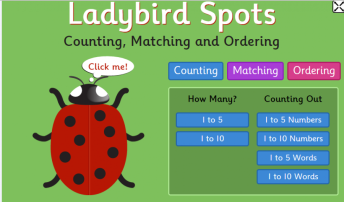 Ladybird Spots
Counting, Matching and Ordering
Click me!
Counting
Matching
Ordering
How Many?
1 to 5
1 to 10
Counting Out
1 to 5 Numbers
1 to 10 Numbers
1 to 5 Words
1 to 10 Words